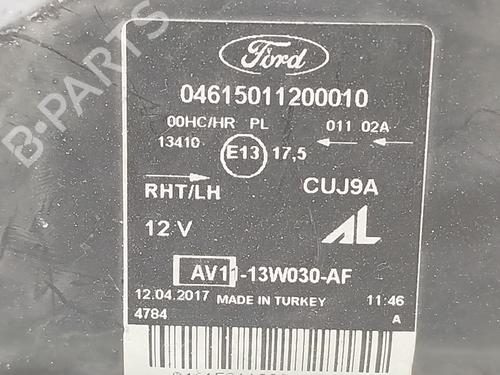 Ford
04615011200010
00HC/HR PL 011 02A
13410 E13 17,5
RHT/LH CUJ9A
12 V AL
AV11-13W030-AF
12.04.2017 MADE IN TURKEY 11:46
4784 A
B-PARTS